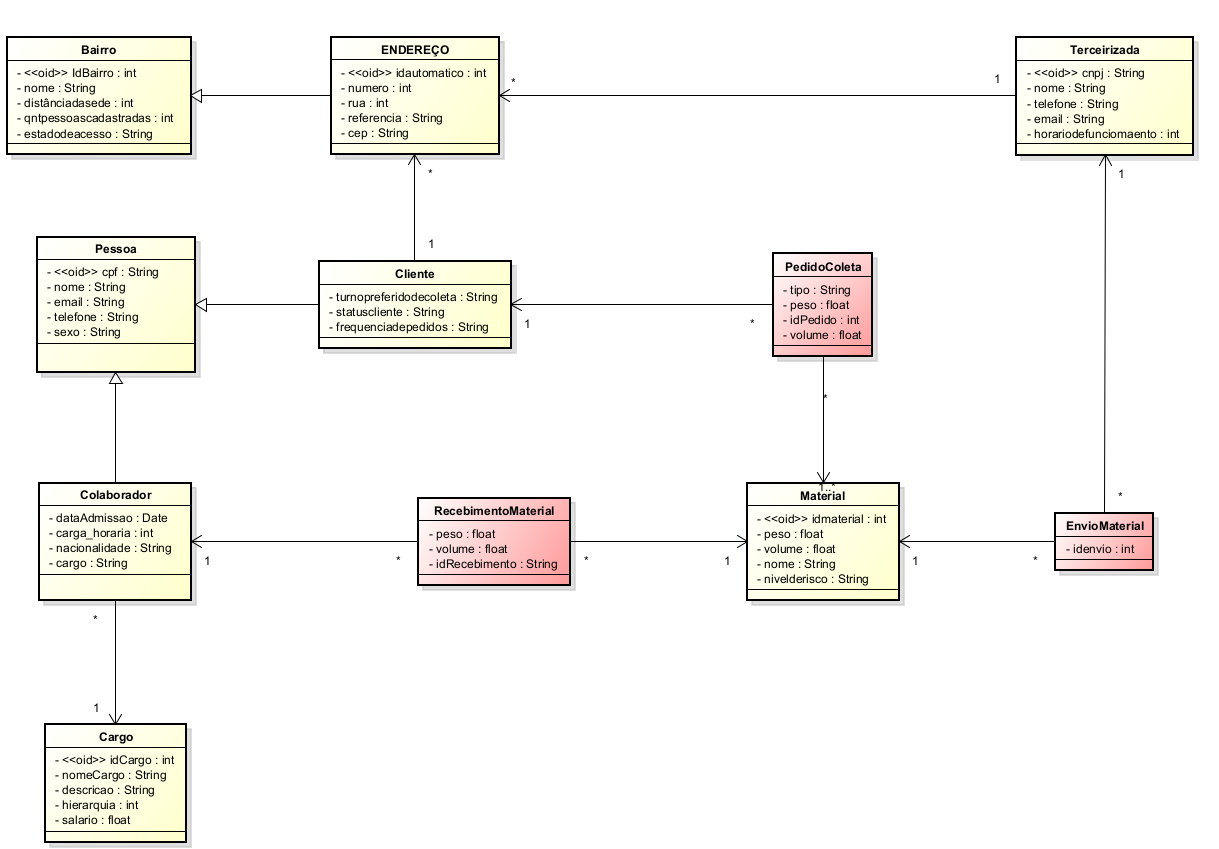 Bairro
- <<oid>> IdBairro : int
- nome : String
- distânciadasede : int
- qntpessoascadastradas : int
- estadodeacesso : String
ENDEREÇO
- <<oid>> idautomatico : int
- numero : int
- rua : int
- referencia : String
- cep : String
*
1
Terceirizada
- <<oid>> cnpj : String
- nome : String
- telefone : String
- email : String
- horariodefunciomaento : int
*
1
1
Pessoa
- <<oid>> cpf : String
- nome : String
- email : String
- telefone : String
- sexo : String
Cliente
- turnopreferidodecoleta : String
- statuscliente : String
- frequenciadepedidos : String
1
*
PedidoColeta
- tipo : String
- peso : float
- idPedido : int
- volume : float
*
1..*
Colaborador
- dataAdmissao : Date
- carga_horaria : int
- nacionalidade : String
- cargo : String
1
*
RecebimentoMaterial
- peso : float
- volume : float
- idRecebimento : String
*
1
Material
- <<oid>> idmaterial : int
- peso : float
- volume : float
- nome : String
- nivelderisco : String
1
*
*
EnvioMaterial
- idenvio : int
*
1
Cargo
- <<oid>> idCargo : int
- nomeCargo : String
- descricao : String
- hierarquia : int
- salario : float